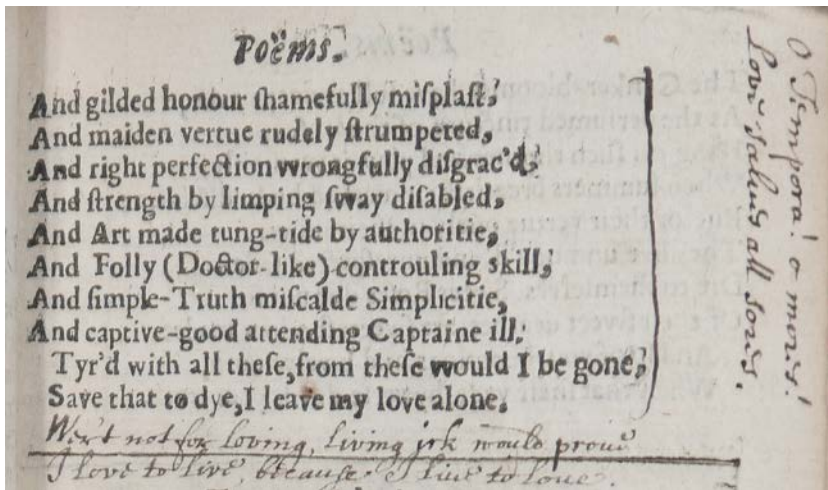 Poëms.
And gilded honour ſhamefully miſplaſt,
And maiden vertue rudely ſtrumpeted,
And right perfection wrongfully diſgrac'd,
And ſtrength by limping ſway diſabled,
And Art made tung-tide by authoritie,
And Folly (Doctor-like) controuling skill,
And ſimple-Truth miſcalde Simplicitie,
And captive-good attending Captaine ill,
Tyr'd with all theſe, from theſe would I be gone,
Save that to dye, I leave my love alone.
Wer't not for loving, living irk would prove
I love to live, because I live to love.
O Tempora! o mores!
Love salves all sores.